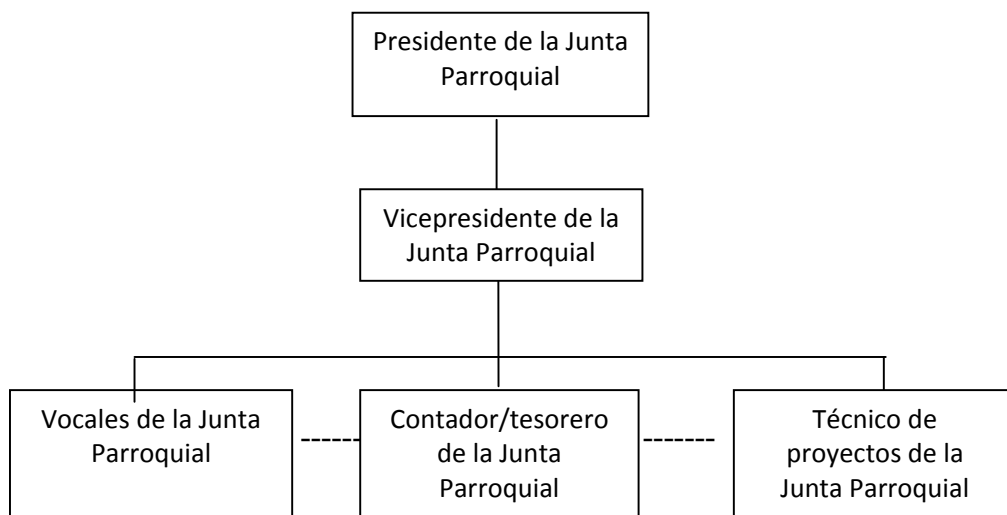 Presidente de la Junta
Parroquial
Vicepresidente de la
Junta Parroquial
Vocales de la Junta
Parroquial
Contador/tesorero
de la Junta
Parroquial
Técnico de
proyectos de la
Junta Parroquial